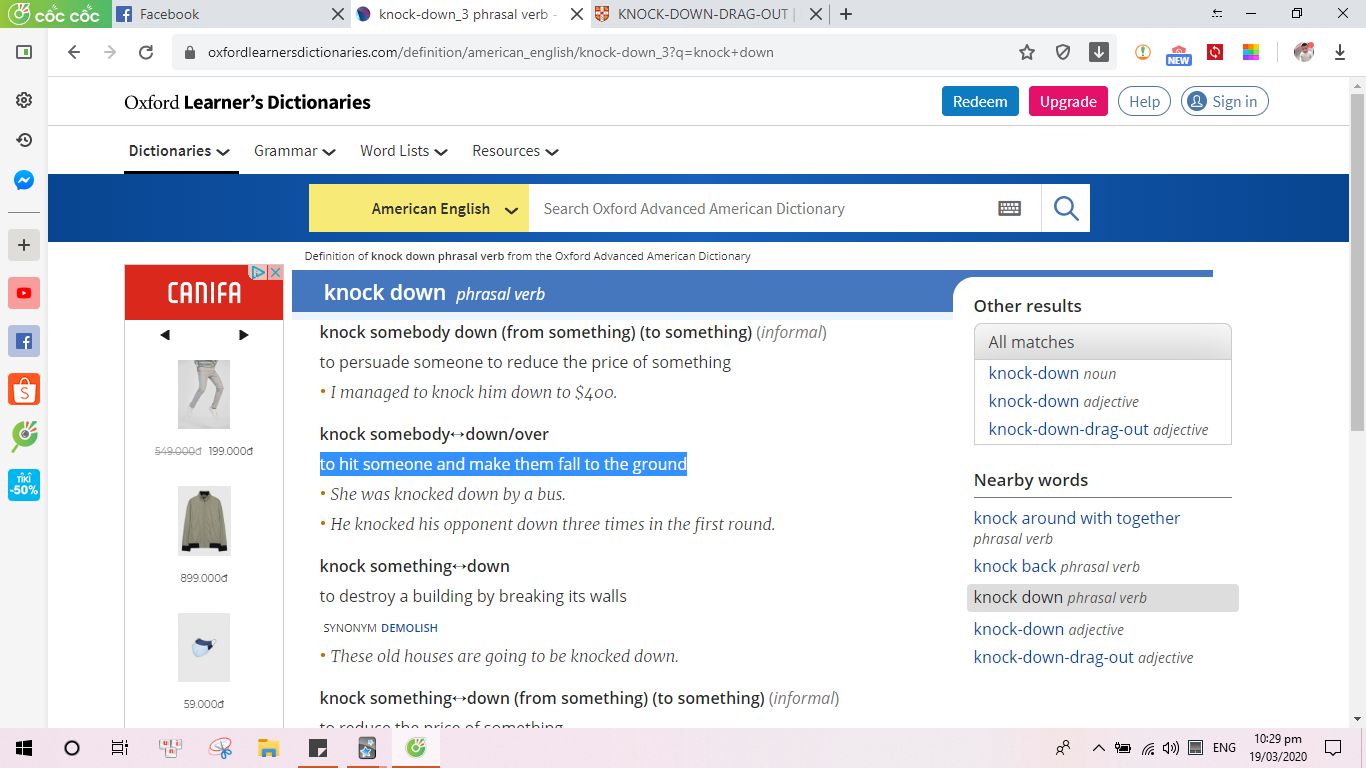 cốc cốc
Facebook
knock-down_3 phrasal verb -
KNOCK-DOWN-DRAG-OUT |
oxfordlearnersdictionaries.com/definition/american_english/knock-down_3?q=knock+down
NEW
Oxford Learner's Dictionaries
Redeem
Upgrade
Help
Sign in
Dictionaries
Grammar
Word Lists
Resources
American English
Search Oxford Advanced American Dictionary
Definition of knock down phrasal verb from the Oxford Advanced American Dictionary
CANIFA
549.000đ 199.000đ
899.000đ
59.000đ
TIKI
-50%
knock down phrasal verb
knock somebody down (from something) (to something) (informal)
to persuade someone to reduce the price of something
• I managed to knock him down to $400.
knock somebody↔down/over
to hit someone and make them fall to the ground
• She was knocked down by a bus.
• He knocked his opponent down three times in the first round.
knock something↔down
to destroy a building by breaking its walls
SYNONYM DEMOLISH
• These old houses are going to be knocked down.
knock something↔down (from something) (to something) (informal)
to reduce the price of something
Other results
All matches
knock-down noun
knock-down adjective
knock-down-drag-out adjective
Nearby words
knock around with together
phrasal verb
knock back phrasal verb
knock down phrasal verb
knock-down adjective
knock-down-drag-out adjective
ENG
10:29 pm
19/03/2020